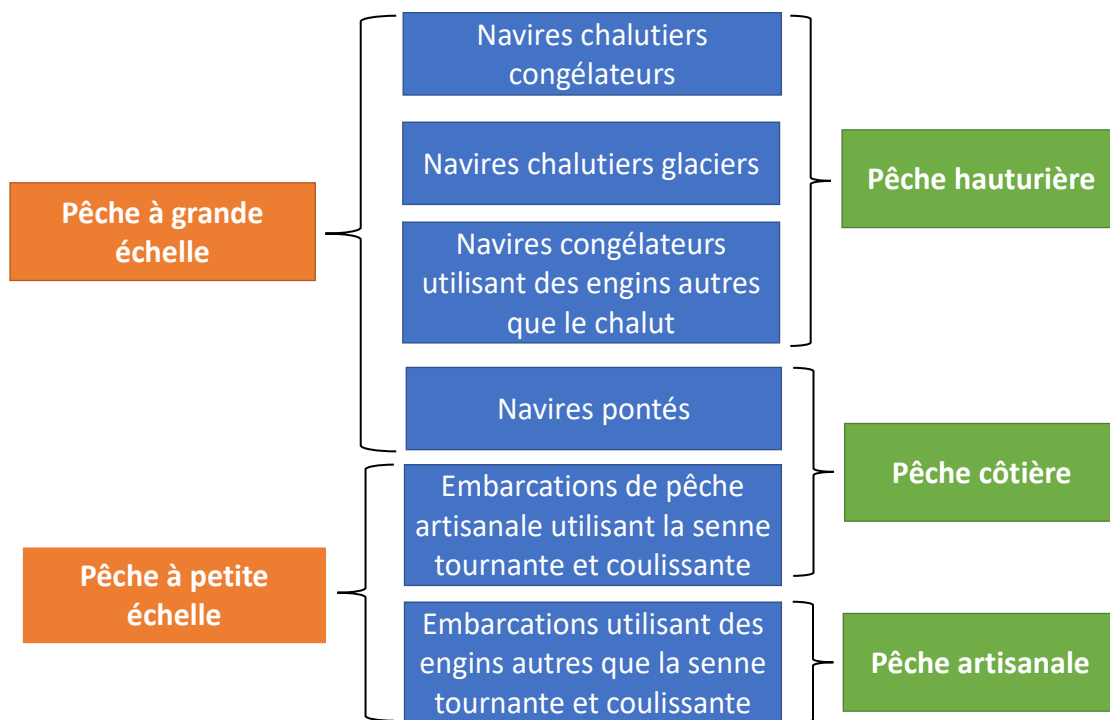 Pêche à grande
échelle
Pêche à petite
échelle
Navires chalutiers
congélateurs
Navires chalutiers glaciers
Navires congélateurs
utilisant des engins autres
que le chalut
Navires pontés
Embarcations de pêche
artisanale utilisant la senne
tournante et coulissante
Embarcations utilisant des
engins autres que la senne
tournante et coulissante
Pêche hauturière
Pêche côtière
Pêche artisanale